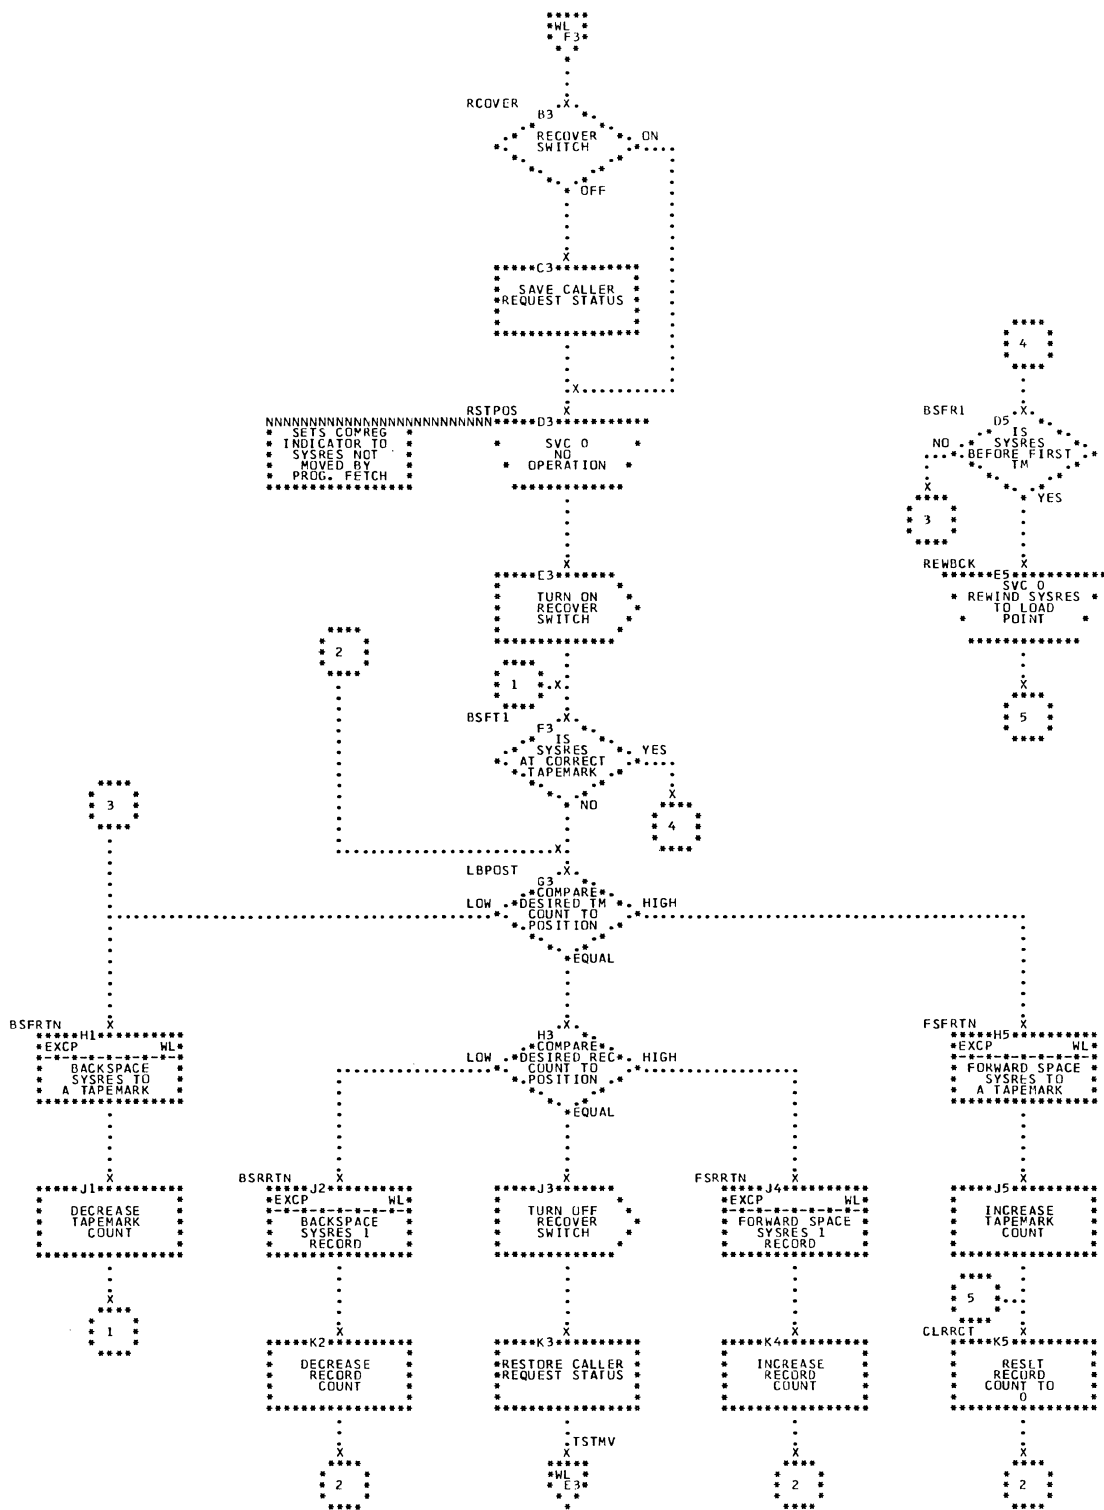 WL
F3
RCOVER
B3
RECOVER
SWITCH
ON
OFF
C3
SAVE CALLER
REQUEST STATUS
4
RSTPOS
D3
SETS COMREG
INDICATOR TO
SYSRES NOT
MOVED BY
PROG. FETCH
SVC 0
NO
OPERATION
BSFR1
D5
IS
SYSRES
BEFORE FIRST
TM
NO
YES
3
E3
TURN ON
RECOVER
SWITCH
REWBCK
E5
SVC 0
REWIND SYSRES
TO LOAD
POINT
2
1
5
BSFT1
F3
IS
SYSRES
AT CORRECT
TAPEMARK
YES
NO
3
4
LBPOST
G3
COMPARE
DESIRED TM
COUNT TO
POSITION
LOW
HIGH
EQUAL
BSFRTN
H1
EXCP WL
BACKSPACE
SYSRES TO
A TAPEMARK
H3
COMPARE
DESIRED REC
COUNT TO
POSITION
LOW
HIGH
EQUAL
FSFRTN
H5
EXCP WL
FORWARD SPACE
SYSRES TO
A TAPEMARK
J1
DECREASE
TAPEMARK
COUNT
BSRRTN
J2
EXCP WL
BACKSPACE
SYSRES 1
RECORD
J3
TURN OFF
RECOVER
SWITCH
FSRRTN
J4
EXCP WL
FORWARD SPACE
SYSRES 1
RECORD
J5
INCREASE
TAPEMARK
COUNT
1
5
K2
DECREASE
RECORD
COUNT
K3
RESTORE CALLER
REQUEST STATUS
K4
INCREASE
RECORD
COUNT
CLRRCT
K5
RESET
RECORD
COUNT TO
0
TSTMV
2
WL
E3
2
2